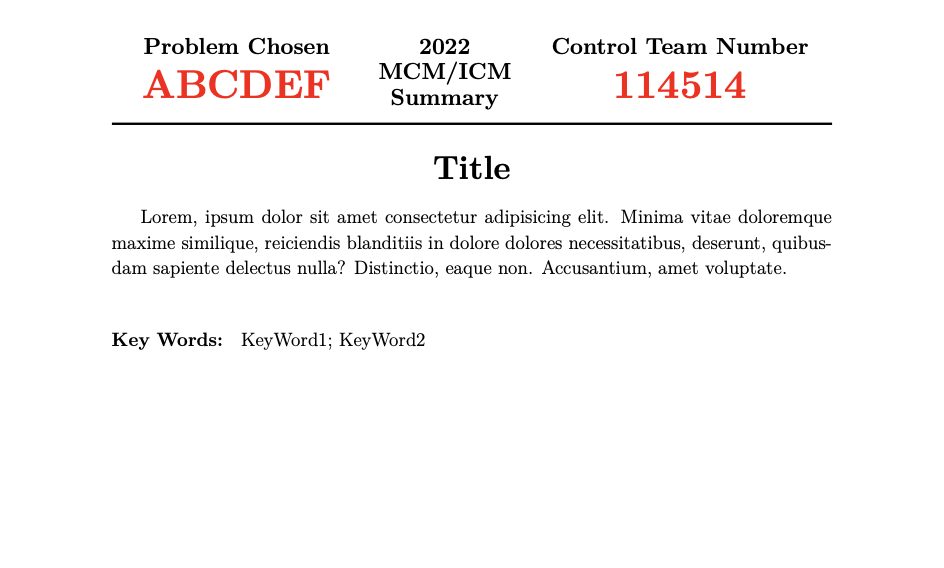 Problem Chosen
ABCDEF
2022
MCM/ICM
Summary
Control Team Number
114514
Title
Lorem, ipsum dolor sit amet consectetur adipisicing elit. Minima vitae doloremque
maxime similique, reiciendis blanditiis in dolore dolores necessitatibus, deserunt, quibus-
dam sapiente delectus nulla? Distinctio, eaque non. Accusantium, amet voluptate.
Key Words: KeyWord1; KeyWord2